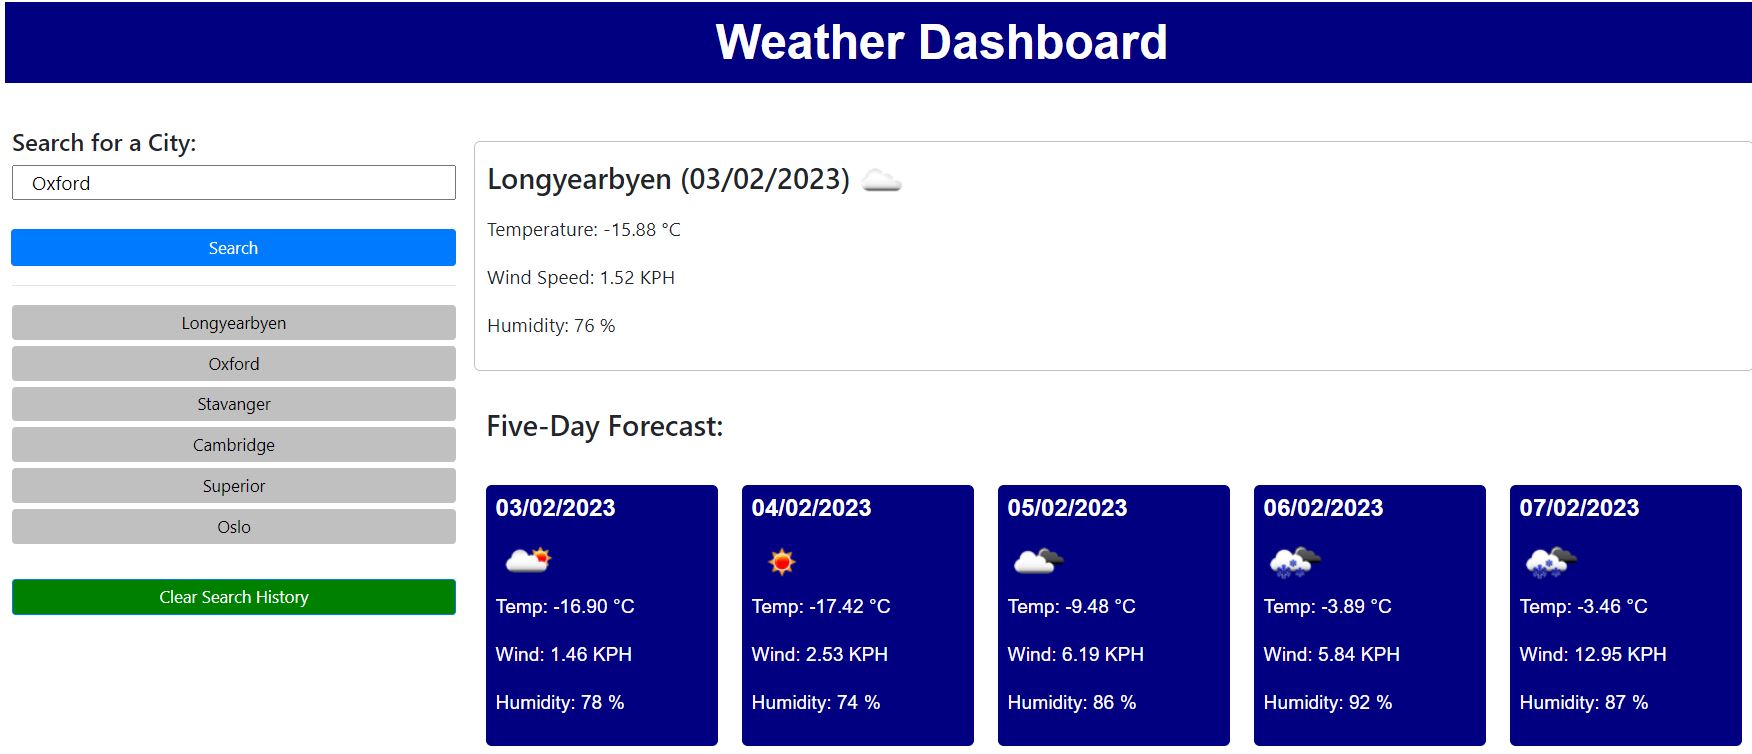 Weather Dashboard
Search for a City:
Oxford
Search
Longyearbyen
Oxford
Stavanger
Cambridge
Superior
Oslo
Clear Search History
Longyearbyen (03/02/2023)
Temperature: -15.88 °C
Wind Speed: 1.52 KPH
Humidity: 76 %
Five-Day Forecast:
03/02/2023
Temp: -16.90 °C
Wind: 1.46 KPH
Humidity: 78 %
04/02/2023
Temp: -17.42 °C
Wind: 2.53 KPH
Humidity: 74 %
05/02/2023
Temp: -9.48 °C
Wind: 6.19 KPH
Humidity: 86 %
06/02/2023
Temp: -3.89 °C
Wind: 5.84 KPH
Humidity: 92 %
07/02/2023
Temp: -3.46 °C
Wind: 12.95 KPH
Humidity: 87 %